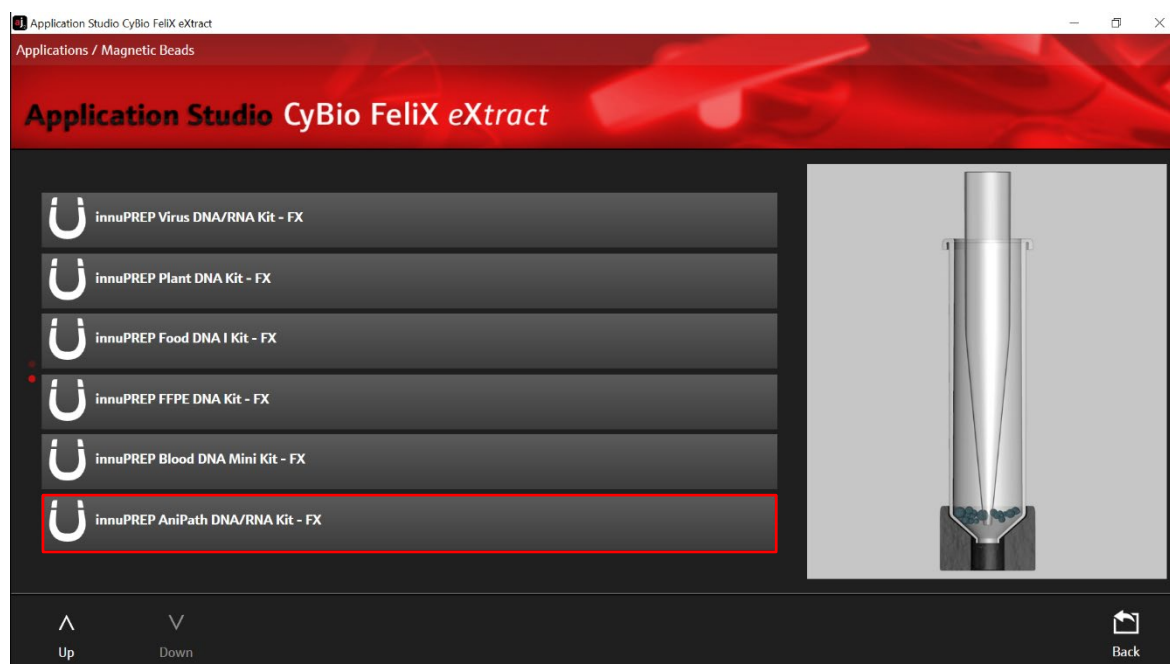 Application Studio CyBio FeliX eXtract
Applications / Magnetic Beads
Application Studio CyBio FeliX eXtract
innuPREP Virus DNA/RNA Kit - FX
innuPREP Plant DNA Kit - FX
innuPREP Food DNA I Kit - FX
innuPREP FFPE DNA Kit - FX
innuPREP Blood DNA Mini Kit - FX
innuPREP AniPath DNA/RNA Kit - FX
Up Down Back